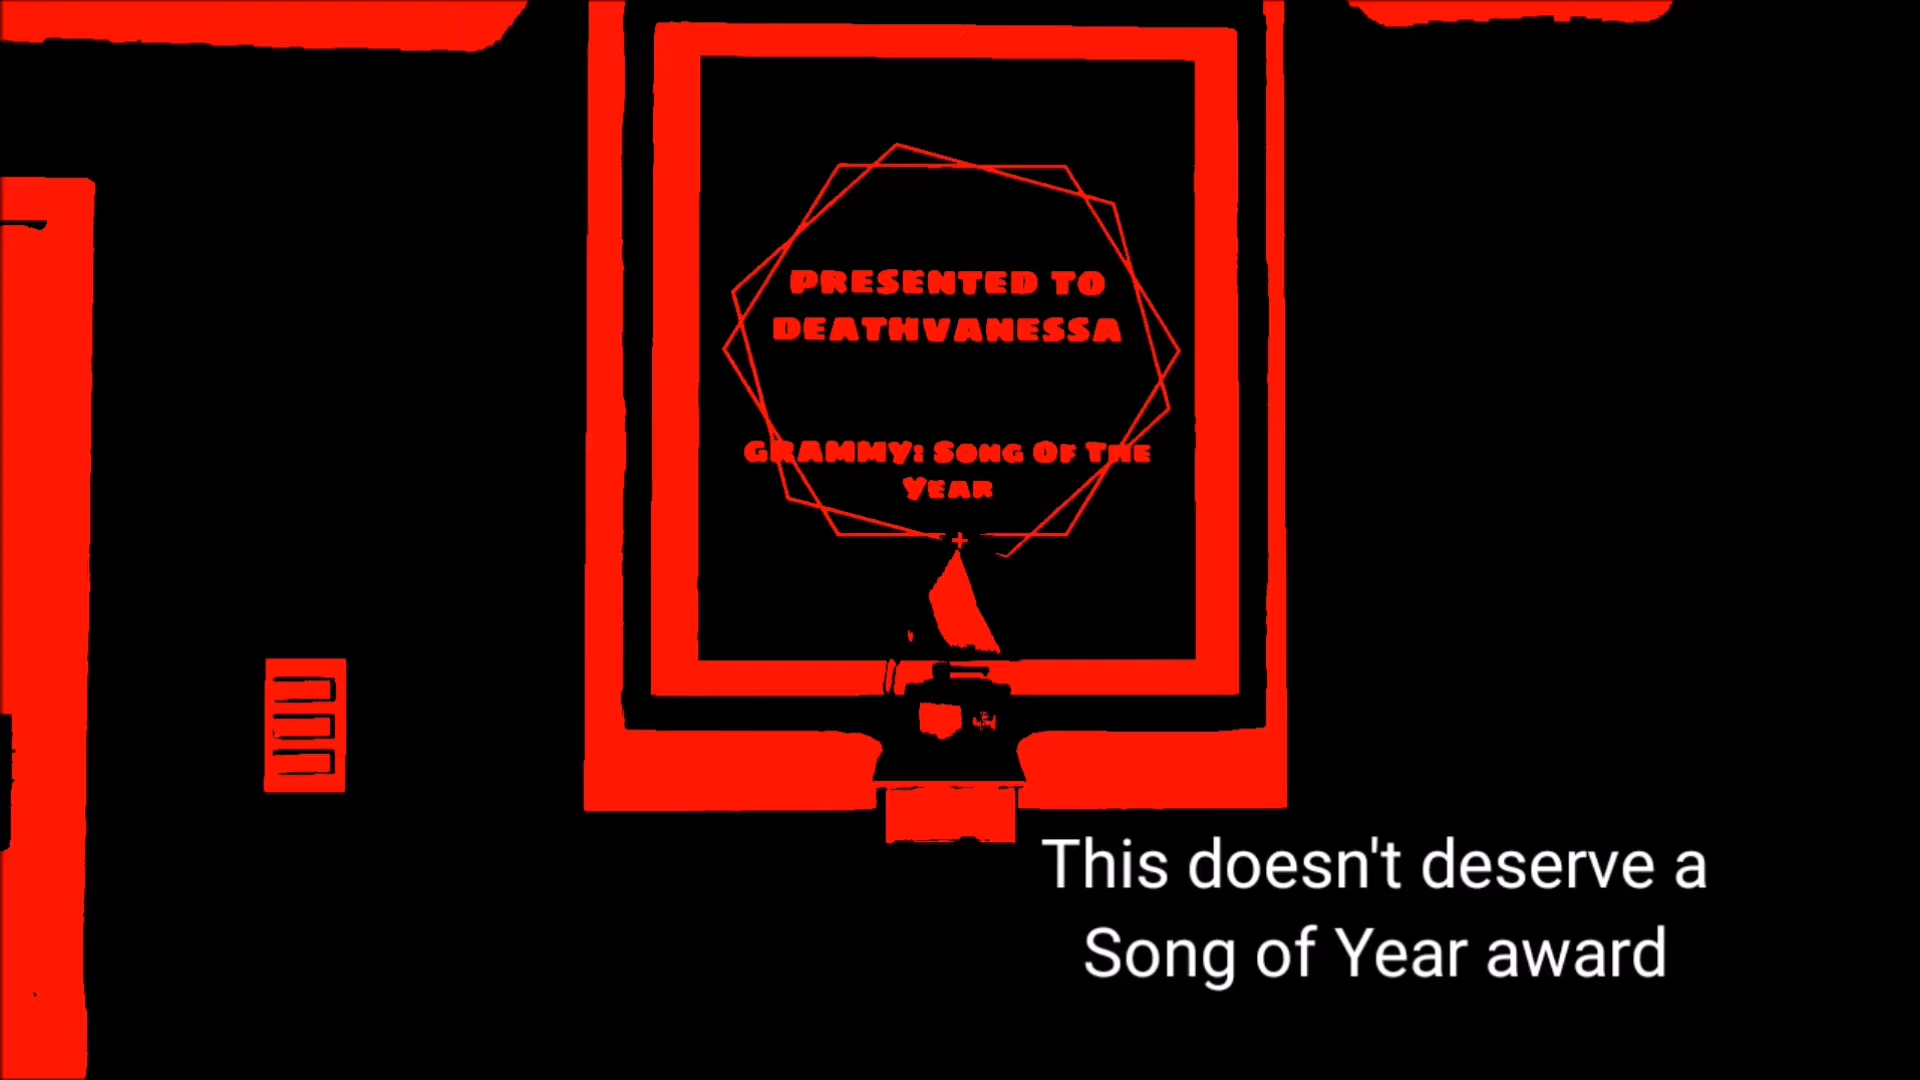 PRESENTED TO
DEATHVANESSA
GRAMMY: SONG OF THE
YEAR
This doesn't deserve a
Song of Year award